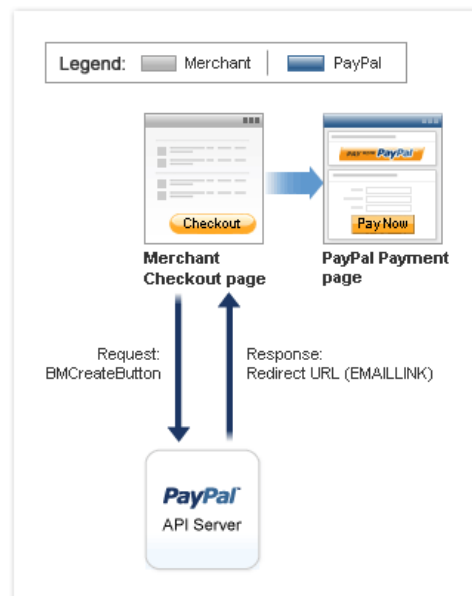 Legend: Merchant PayPal
Checkout
PAY NOW PayPal
Pay Now
Merchant
Checkout page
PayPal Payment
page
Request:
BMCreateButton
Response:
Redirect URL (EMAILLINK)
PayPal
API Server